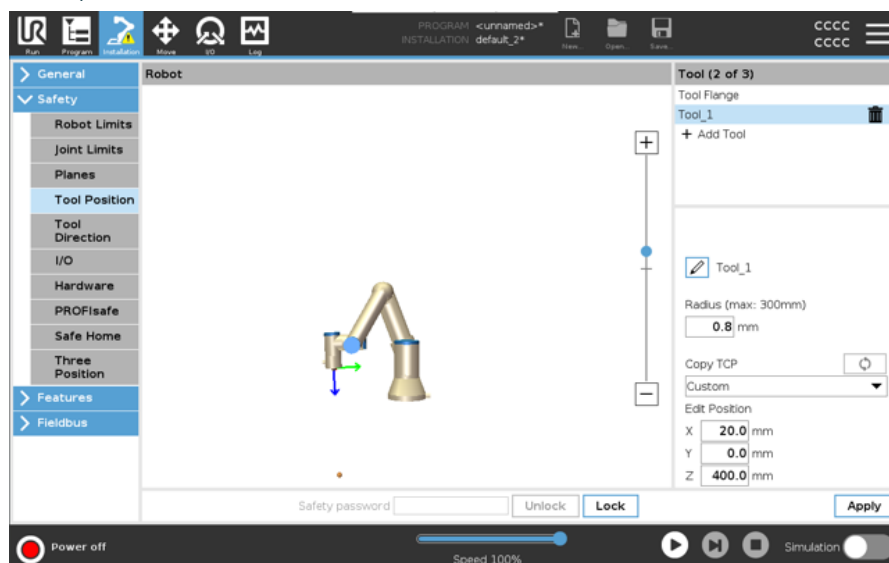 PROGRAM <unnamed>*
INSTALLATION default_2*
UR
Run
Program
Installation
Move
I/O
Log
New...
Open...
Save...
CCCC
CCCC
General
Safety
Robot Limits
Joint Limits
Planes
Tool Position
Tool
Direction
I/O
Hardware
PROFIsafe
Safe Home
Three
Position
Features
Fieldbus
Robot
Safety password
Unlock
Lock
Tool (2 of 3)
Tool Flange
Tool_1
+ Add Tool
Tool_1
Radius (max: 300mm)
0.8 mm
Copy TCP
Custom
Edit Position
X 20.0 mm
Y 0.0 mm
Z 400.0 mm
Apply
Power off
Speed 100%
Simulation